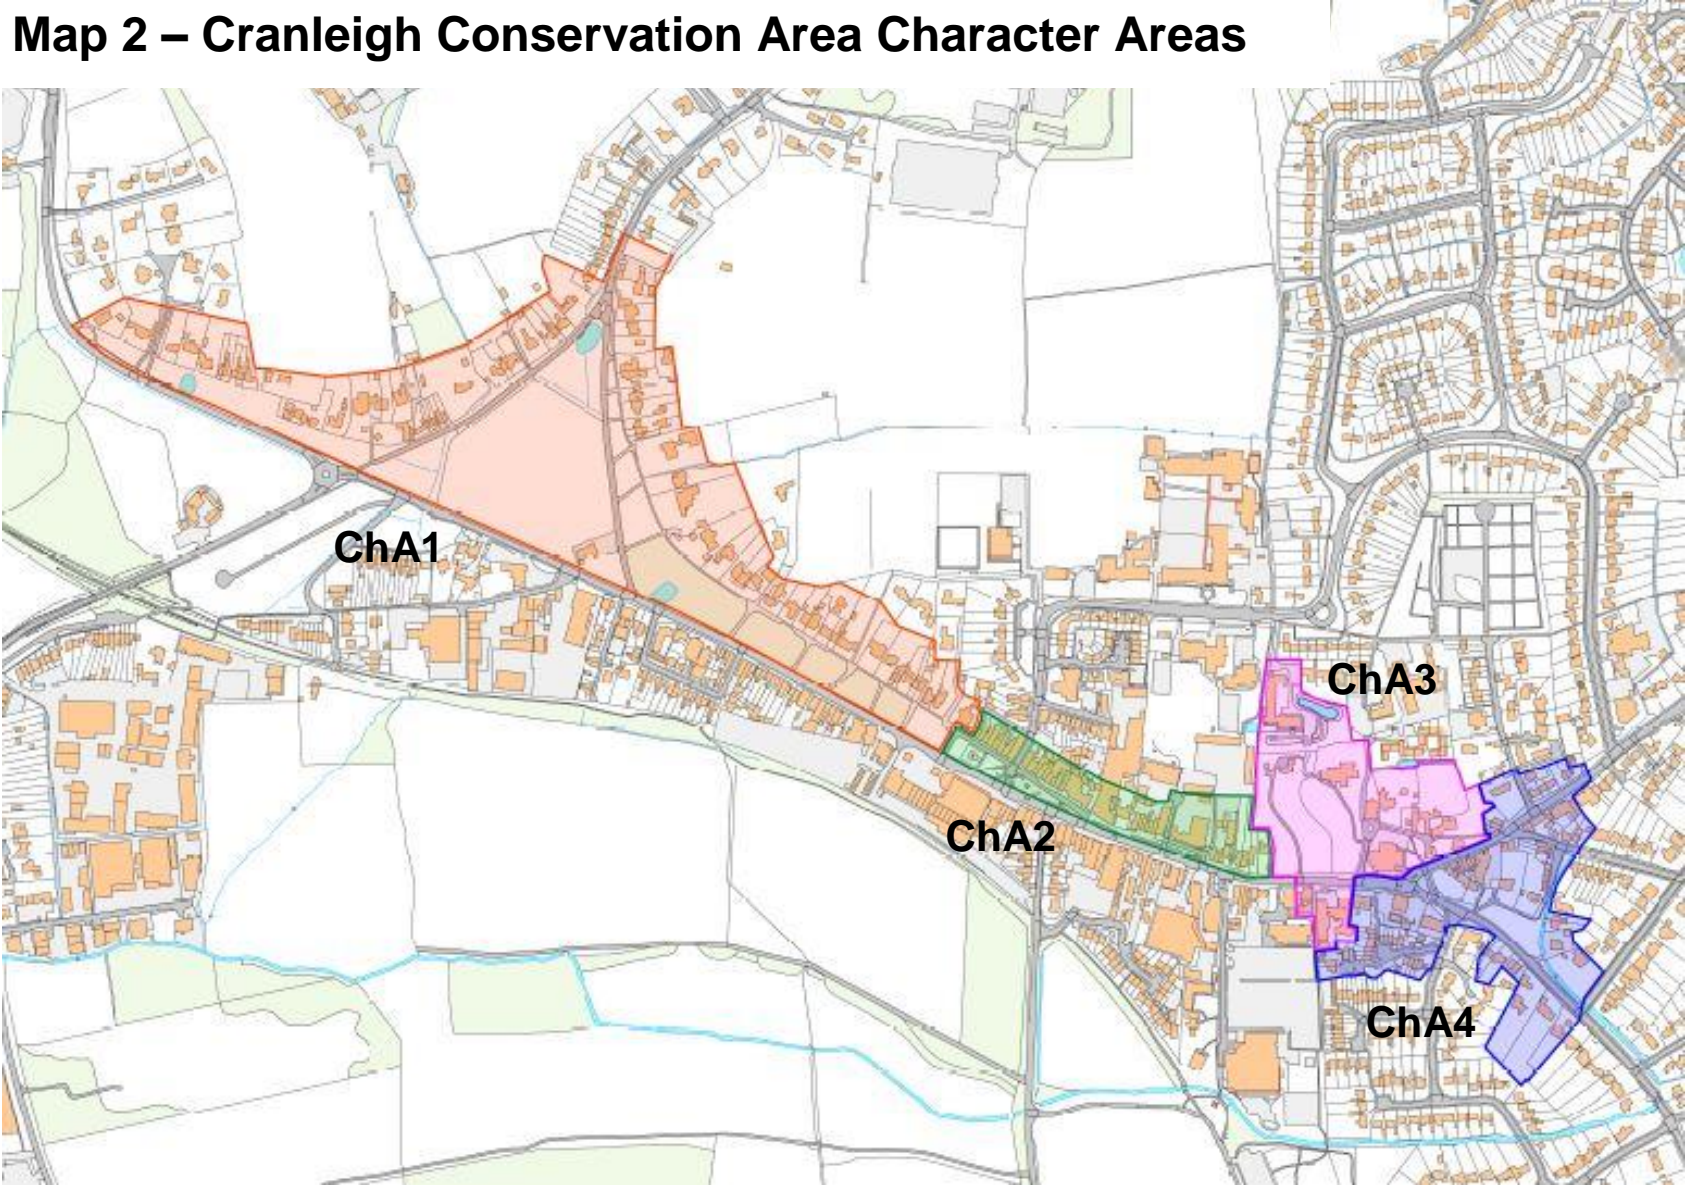 Map 2 – Cranleigh Conservation Area Character Areas
ChA1
ChA3
ChA2
ChA4